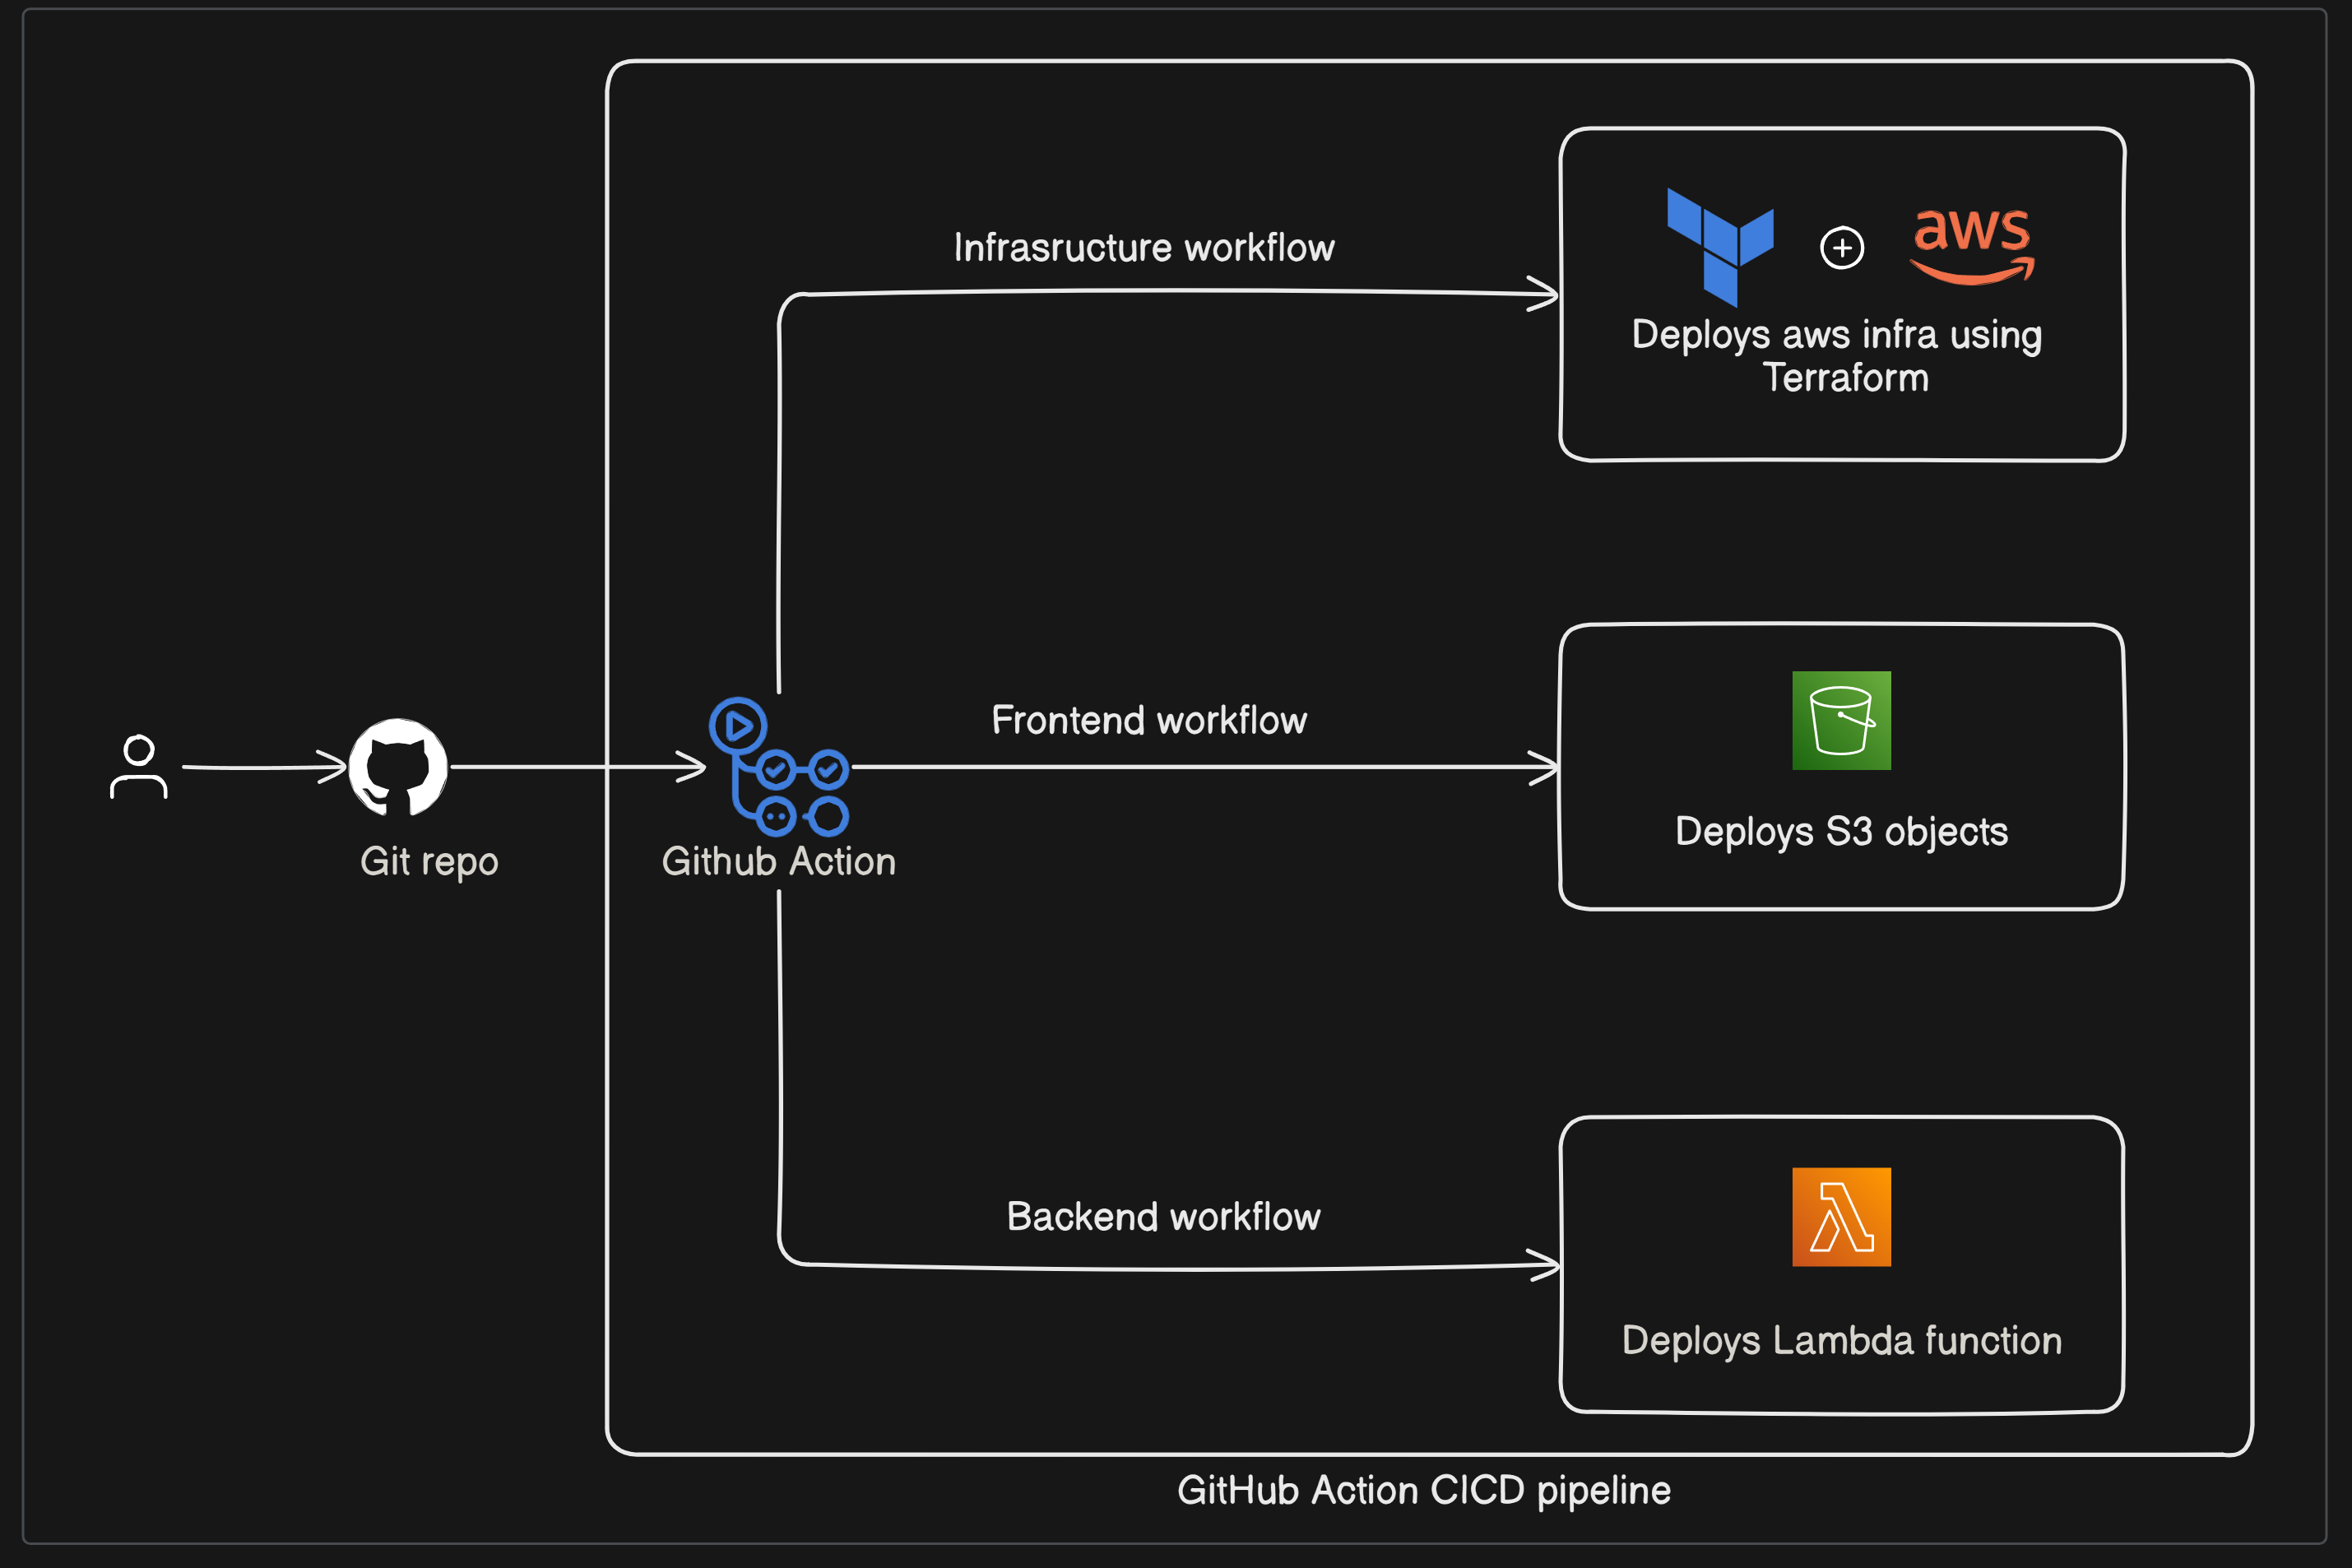 Infrasructure workflow
aws
Deploys aws infra using
Terraform
Frontend workflow
Deploys S3 objects
Git repo
Github Action
Backend workflow
Deploys Lambda function
GitHub Action CICD pipeline